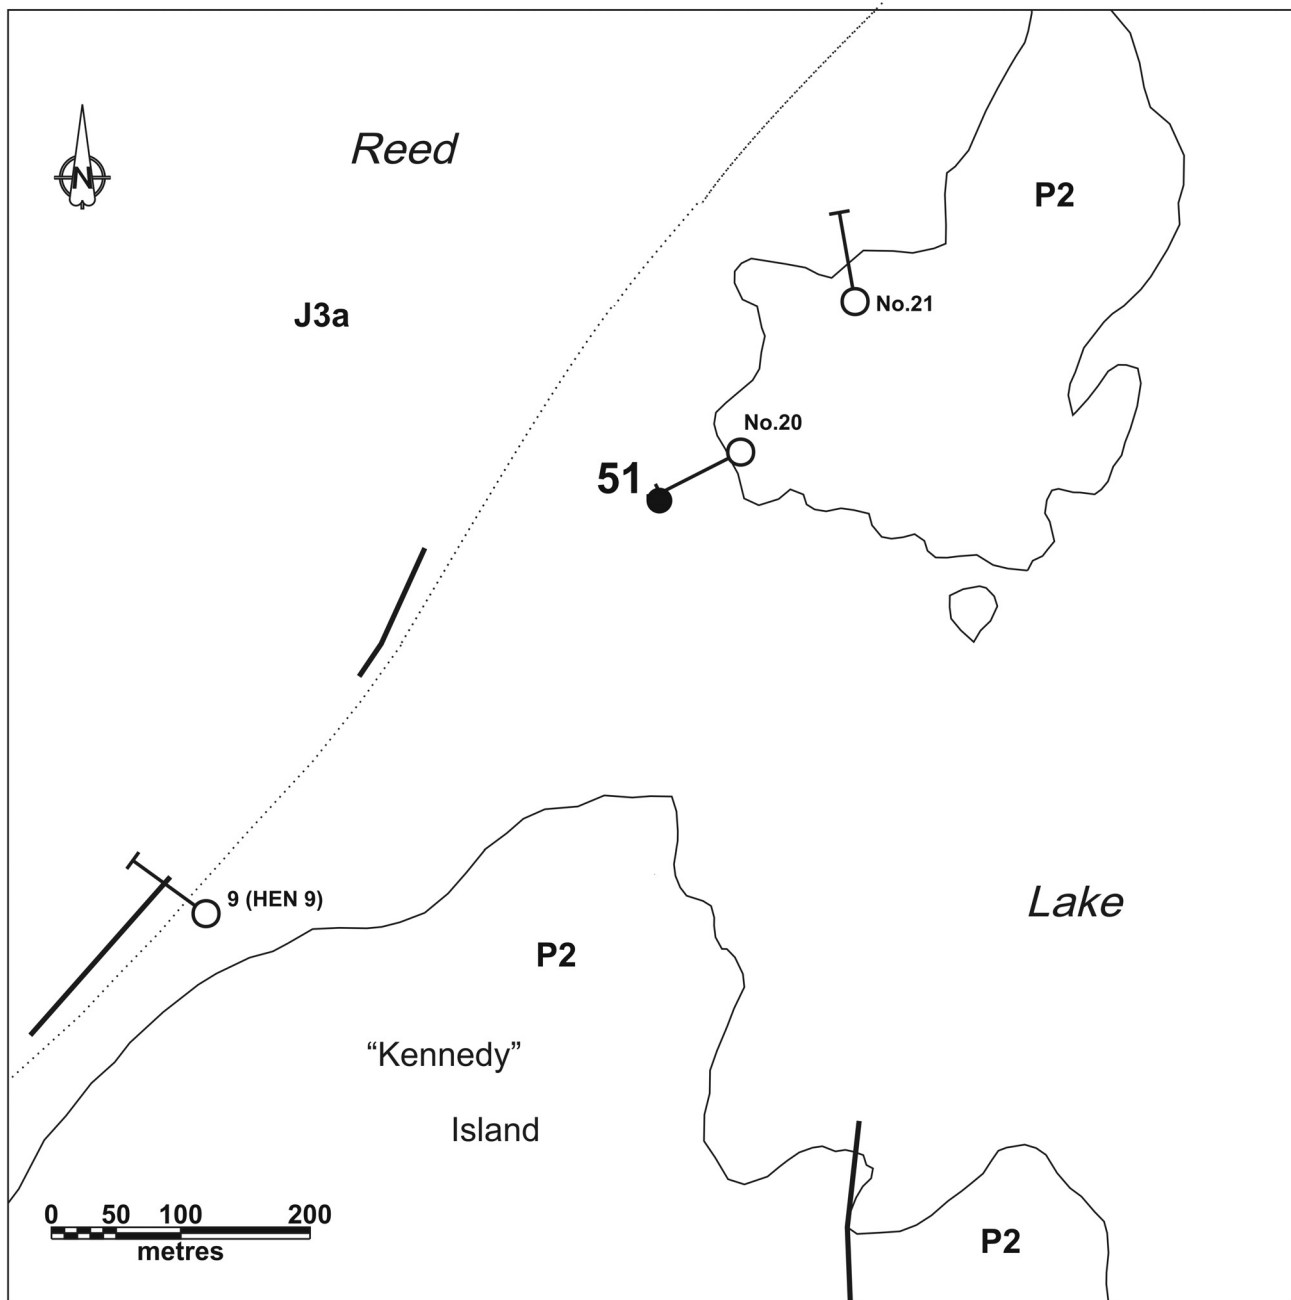 Reed
N
P2
J3a
No.21
No.20
51
9 (HEN 9)
Lake
P2
“Kennedy”
Island
0 50 100 200
metres
P2